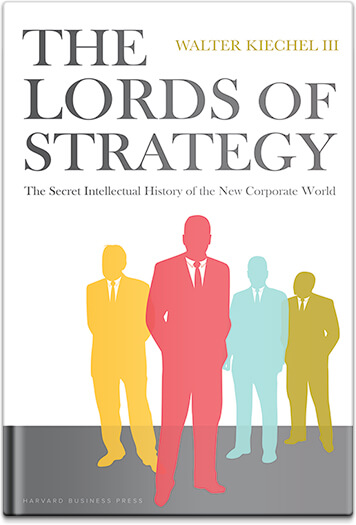 THE
WALTER KIECHEL III
LORDS OF
STRATEGY
The Secret Intellectual History of the New Corporate World
HARVARD BUSINESS PRESS